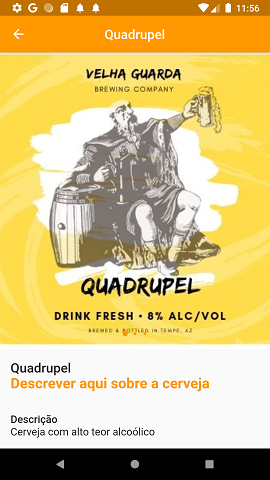 11:56
Quadrupel
VELHA GUARDA
BREWING COMPANY
QUADRUPEL
DRINK FRESH • 8% ALC/VOL
BREWED & BOTTLED IN TEMPE, AZ
Quadrupel
Descrever aqui sobre a cerveja
Descrição
Cerveja com alto teor alcoólico